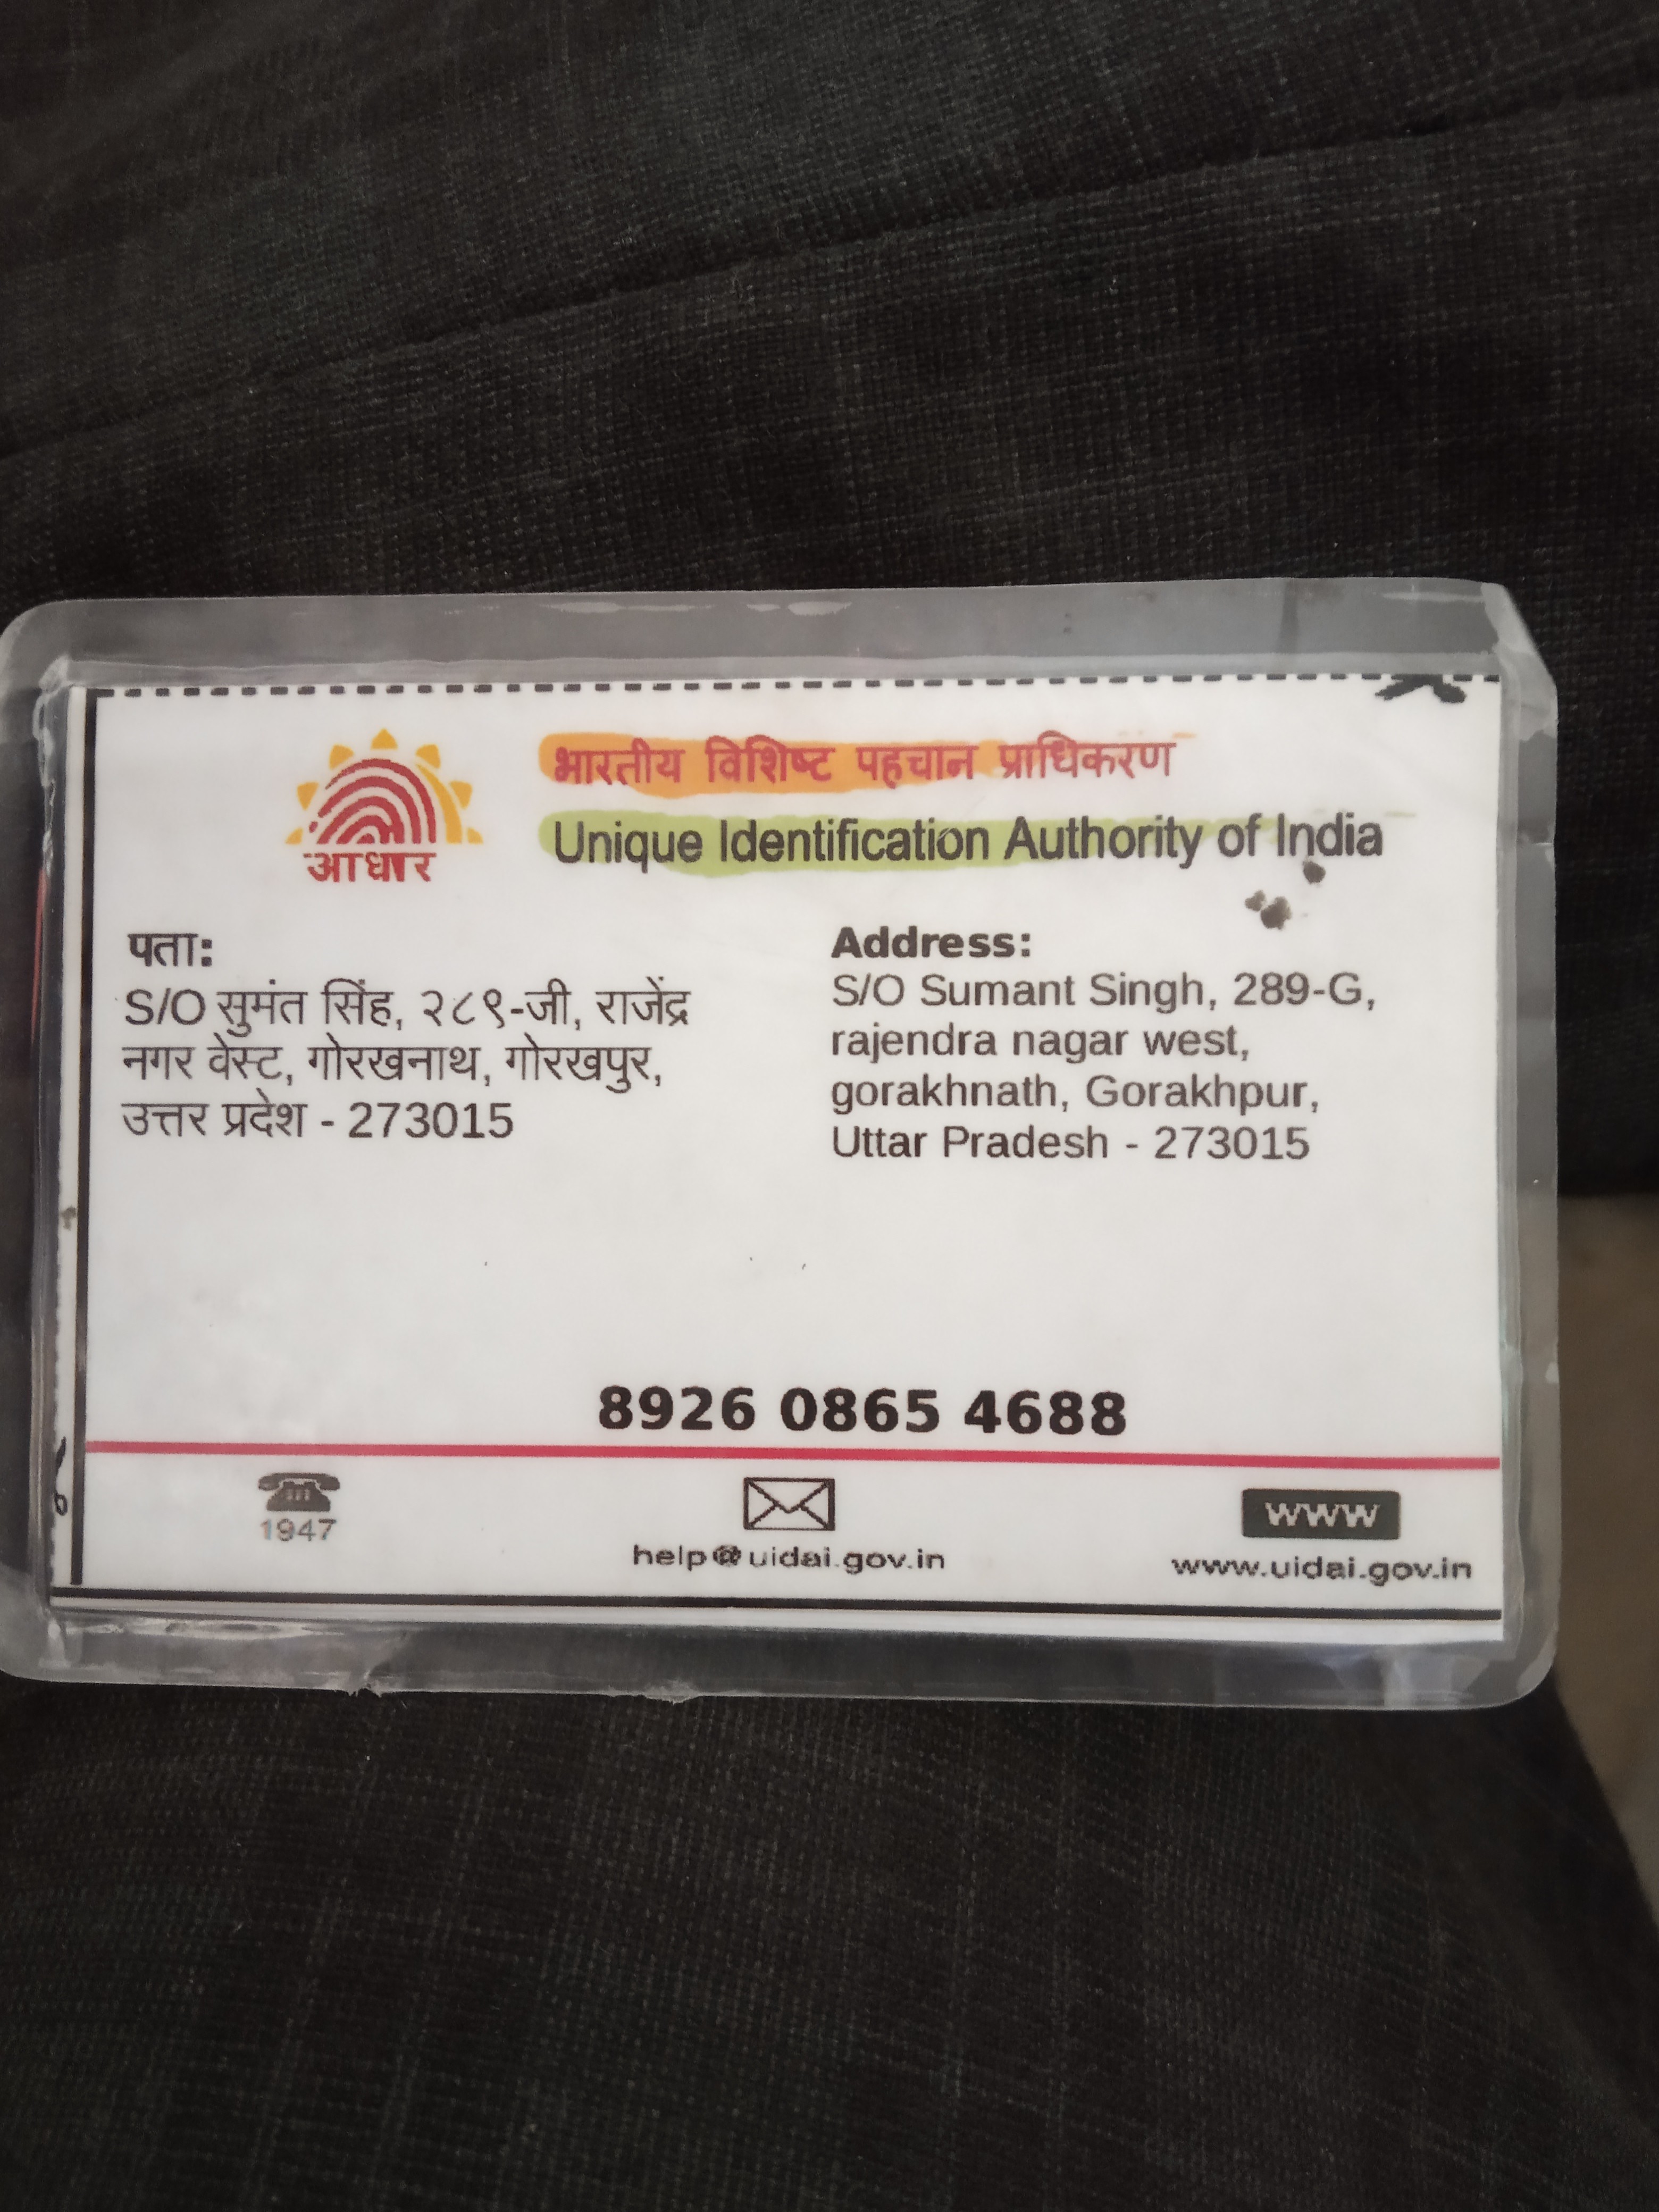 आधार
भारतीय विशिष्ट पहचान प्राधिकरण
Unique Identification Authority of India
पता:
S/O सुमंत सिंह, २८९-जी, राजेंद्र
नगर वेस्ट, गोरखनाथ, गोरखपुर,
उत्तर प्रदेश - 273015
Address:
S/O Sumant Singh, 289-G,
rajendra nagar west,
gorakhnath, Gorakhpur,
Uttar Pradesh - 273015
8926 0865 4688
1947
help@uidai.gov.in
www
www.uidai.gov.in